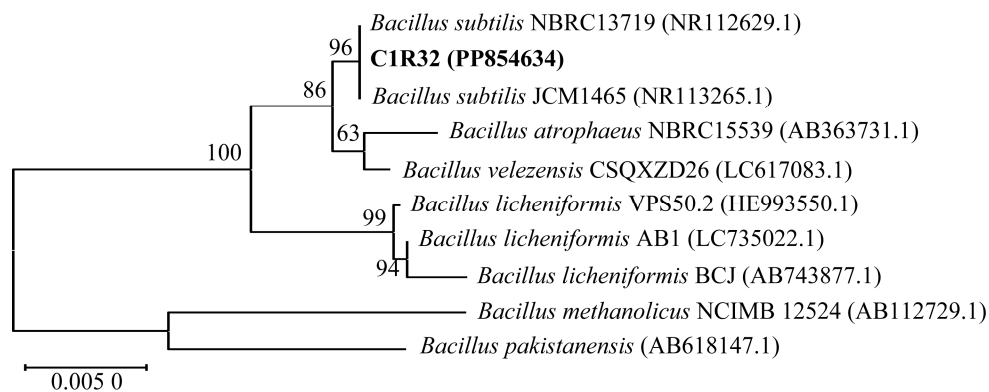 Bacillus subtilis NBRC13719 (NR112629.1)
96
C1R32 (PP854634)
86
Bacillus subtilis JCM1465 (NR113265.1)
63
Bacillus atrophaeus NBRC15539 (AB363731.1)
100
Bacillus velezensis CSQXZD26 (LC617083.1)
Bacillus licheniformis VPS50.2 (HE993550.1)
99
Bacillus licheniformis AB1 (LC735022.1)
94
Bacillus licheniformis BCJ (AB743877.1)
Bacillus methanolicus NCIMB 12524 (AB112729.1)
Bacillus pakistanensis (AB618147.1)
0.005 0